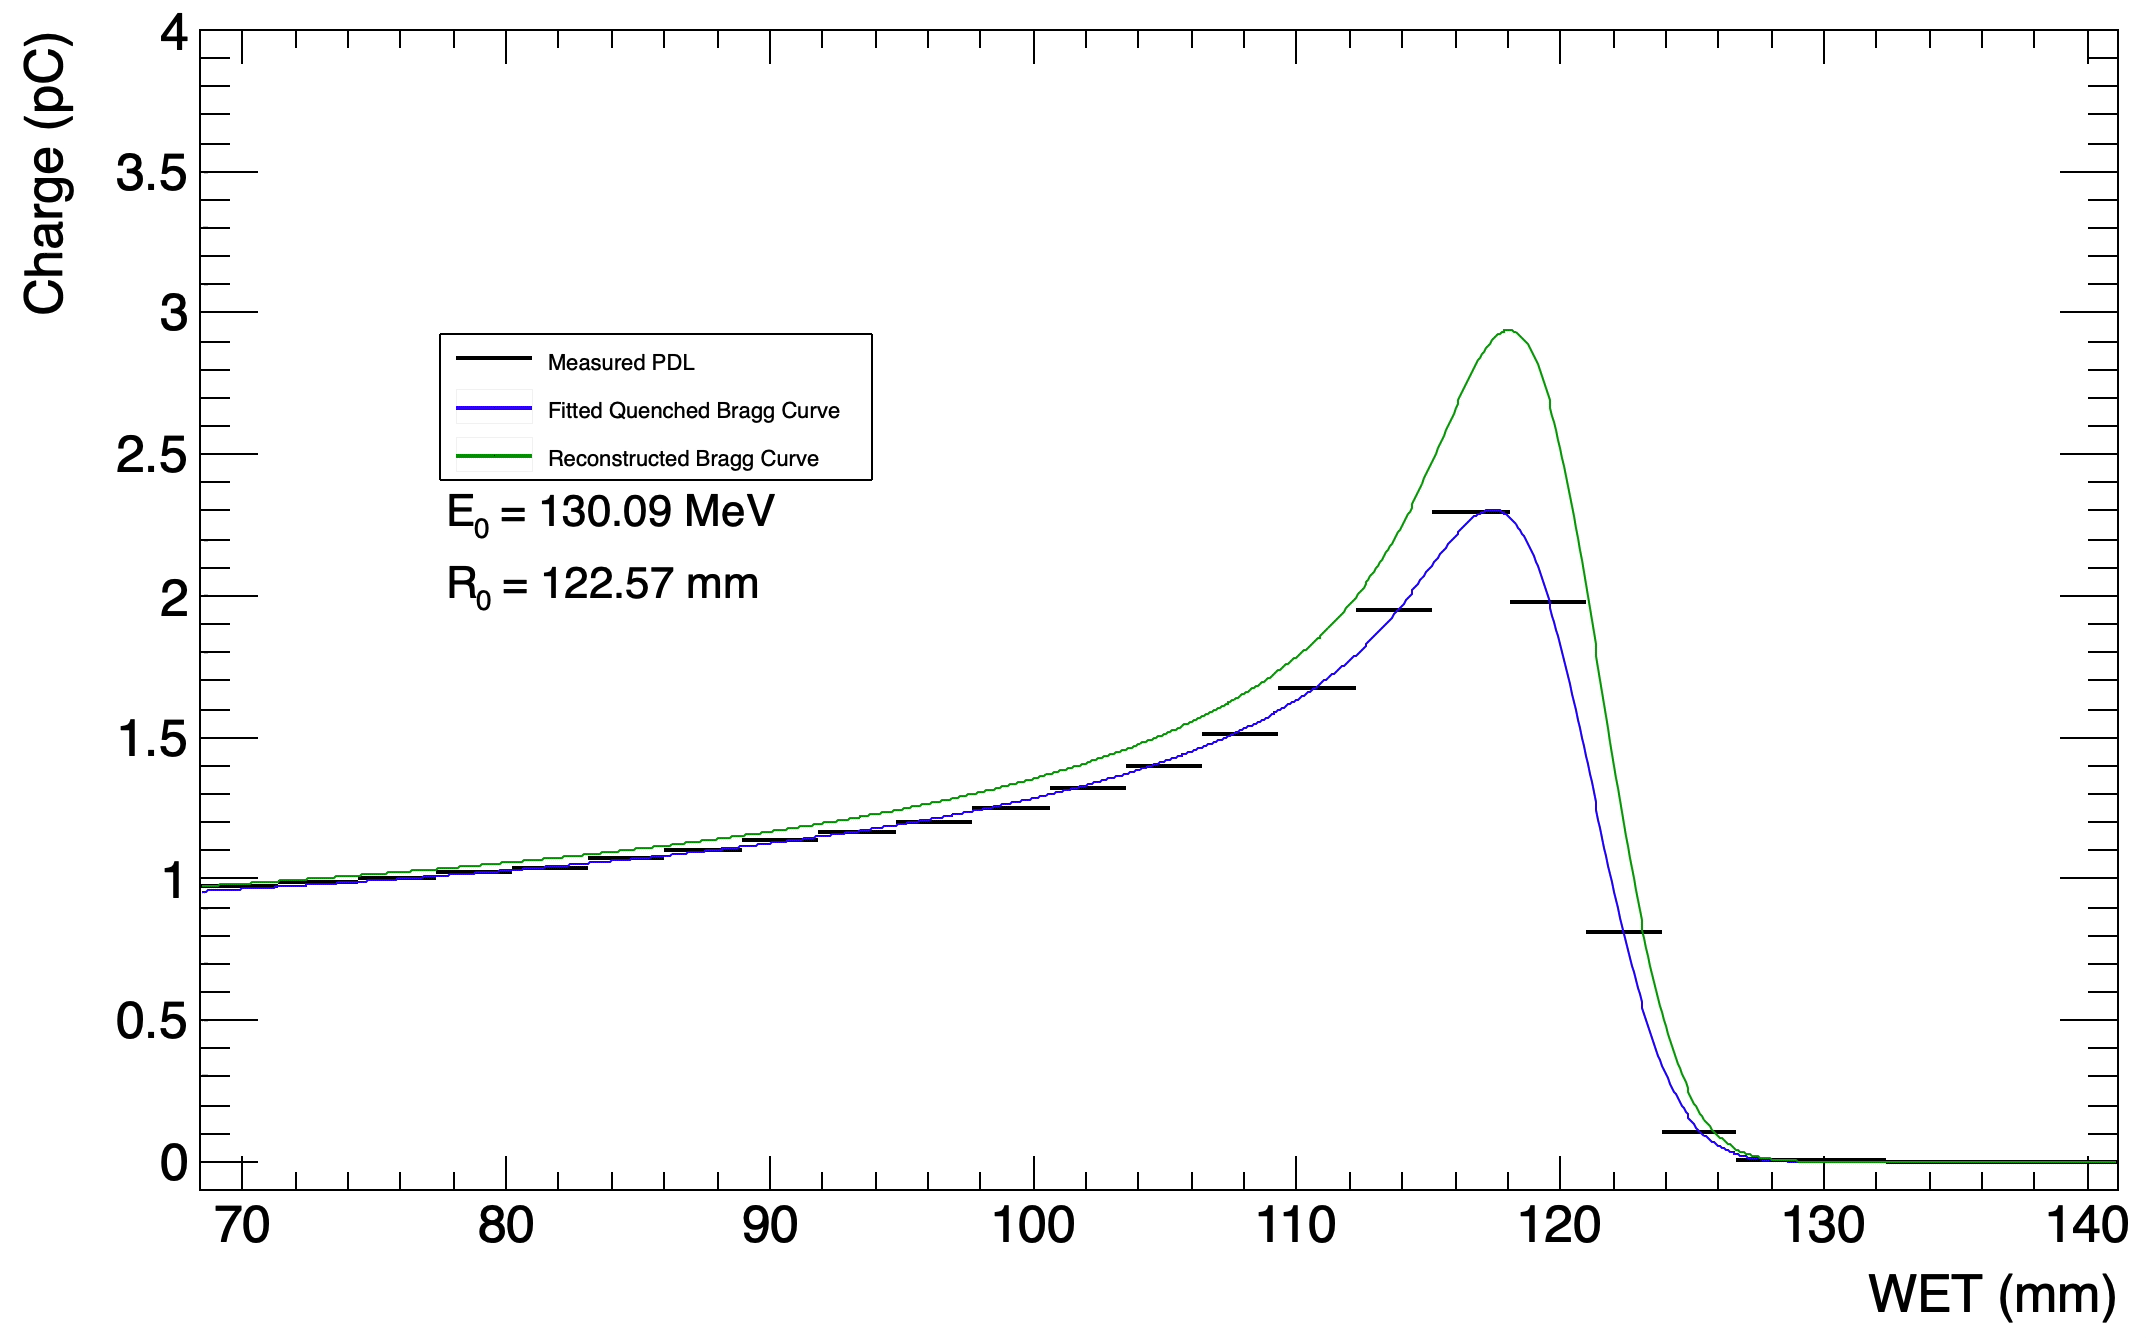 Charge (pC)
4
3.5
3
2.5
2
1.5
1
0.5
0
Measured PDL
Fitted Quenched Bragg Curve
Reconstructed Bragg Curve
E₀ = 130.09 MeV
R₀ = 122.57 mm
70 80 90 100 110 120 130 140
WET (mm)